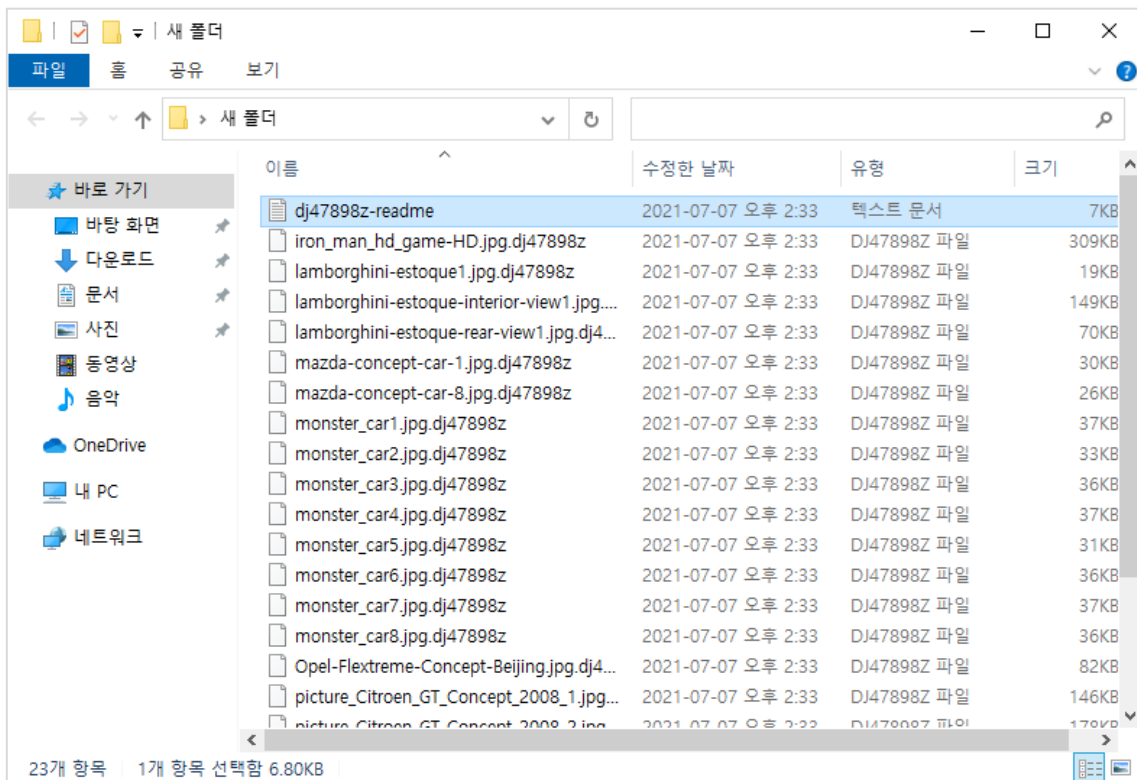 새 폴더
파일 홈 공유 보기
새 폴더
이름 수정한 날짜 유형 크기
바로 가기
바탕 화면
다운로드
문서
사진
동영상
음악
OneDrive
내 PC
네트워크
dj47898z-readme 2021-07-07 오후 2:33 텍스트 문서 7KB
iron_man_hd_game-HD.jpg.dj47898z 2021-07-07 오후 2:33 DJ47898Z 파일 309KB
lamborghini-estoque1.jpg.dj47898z 2021-07-07 오후 2:33 DJ47898Z 파일 19KB
lamborghini-estoque-interior-view1.jpg.... 2021-07-07 오후 2:33 DJ47898Z 파일 149KB
lamborghini-estoque-rear-view1.jpg.dj4... 2021-07-07 오후 2:33 DJ47898Z 파일 70KB
mazda-concept-car-1.jpg.dj47898z 2021-07-07 오후 2:33 DJ47898Z 파일 30KB
mazda-concept-car-8.jpg.dj47898z 2021-07-07 오후 2:33 DJ47898Z 파일 26KB
monster_car1.jpg.dj47898z 2021-07-07 오후 2:33 DJ47898Z 파일 37KB
monster_car2.jpg.dj47898z 2021-07-07 오후 2:33 DJ47898Z 파일 33KB
monster_car3.jpg.dj47898z 2021-07-07 오후 2:33 DJ47898Z 파일 36KB
monster_car4.jpg.dj47898z 2021-07-07 오후 2:33 DJ47898Z 파일 37KB
monster_car5.jpg.dj47898z 2021-07-07 오후 2:33 DJ47898Z 파일 31KB
monster_car6.jpg.dj47898z 2021-07-07 오후 2:33 DJ47898Z 파일 36KB
monster_car7.jpg.dj47898z 2021-07-07 오후 2:33 DJ47898Z 파일 37KB
monster_car8.jpg.dj47898z 2021-07-07 오후 2:33 DJ47898Z 파일 36KB
Opel-Flextreme-Concept-Beijing.jpg.dj4... 2021-07-07 오후 2:33 DJ47898Z 파일 82KB
picture_Citroen_GT_Concept_2008_1.jpg... 2021-07-07 오후 2:33 DJ47898Z 파일 146KB
picture_Citroen_GT_Concept_2008_2.jpg... 2021-07-07 오후 2:33 DJ47898Z 파일 178KB
23개 항목 1개 항목 선택함 6.80KB